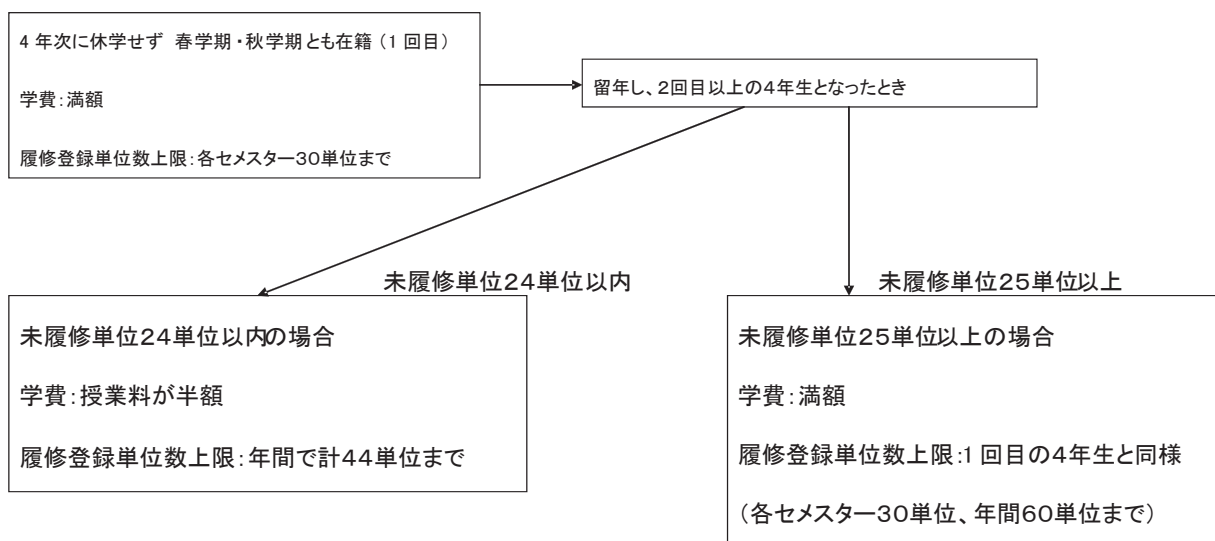 4年次に休学せず 春学期・秋学期とも在籍(1回目)
学費:満額
履修登録単位数上限:各セメスター30単位まで
留年し、2回目以上の4年生となったとき
未履修単位24単位以内
未履修単位25単位以上
未履修単位24単位以内の場合
学費:授業料が半額
履修登録単位数上限:年間で計44単位まで
未履修単位25単位以上の場合
学費:満額
履修登録単位数上限:1回目の4年生と同様
(各セメスター30単位、年間60単位まで)